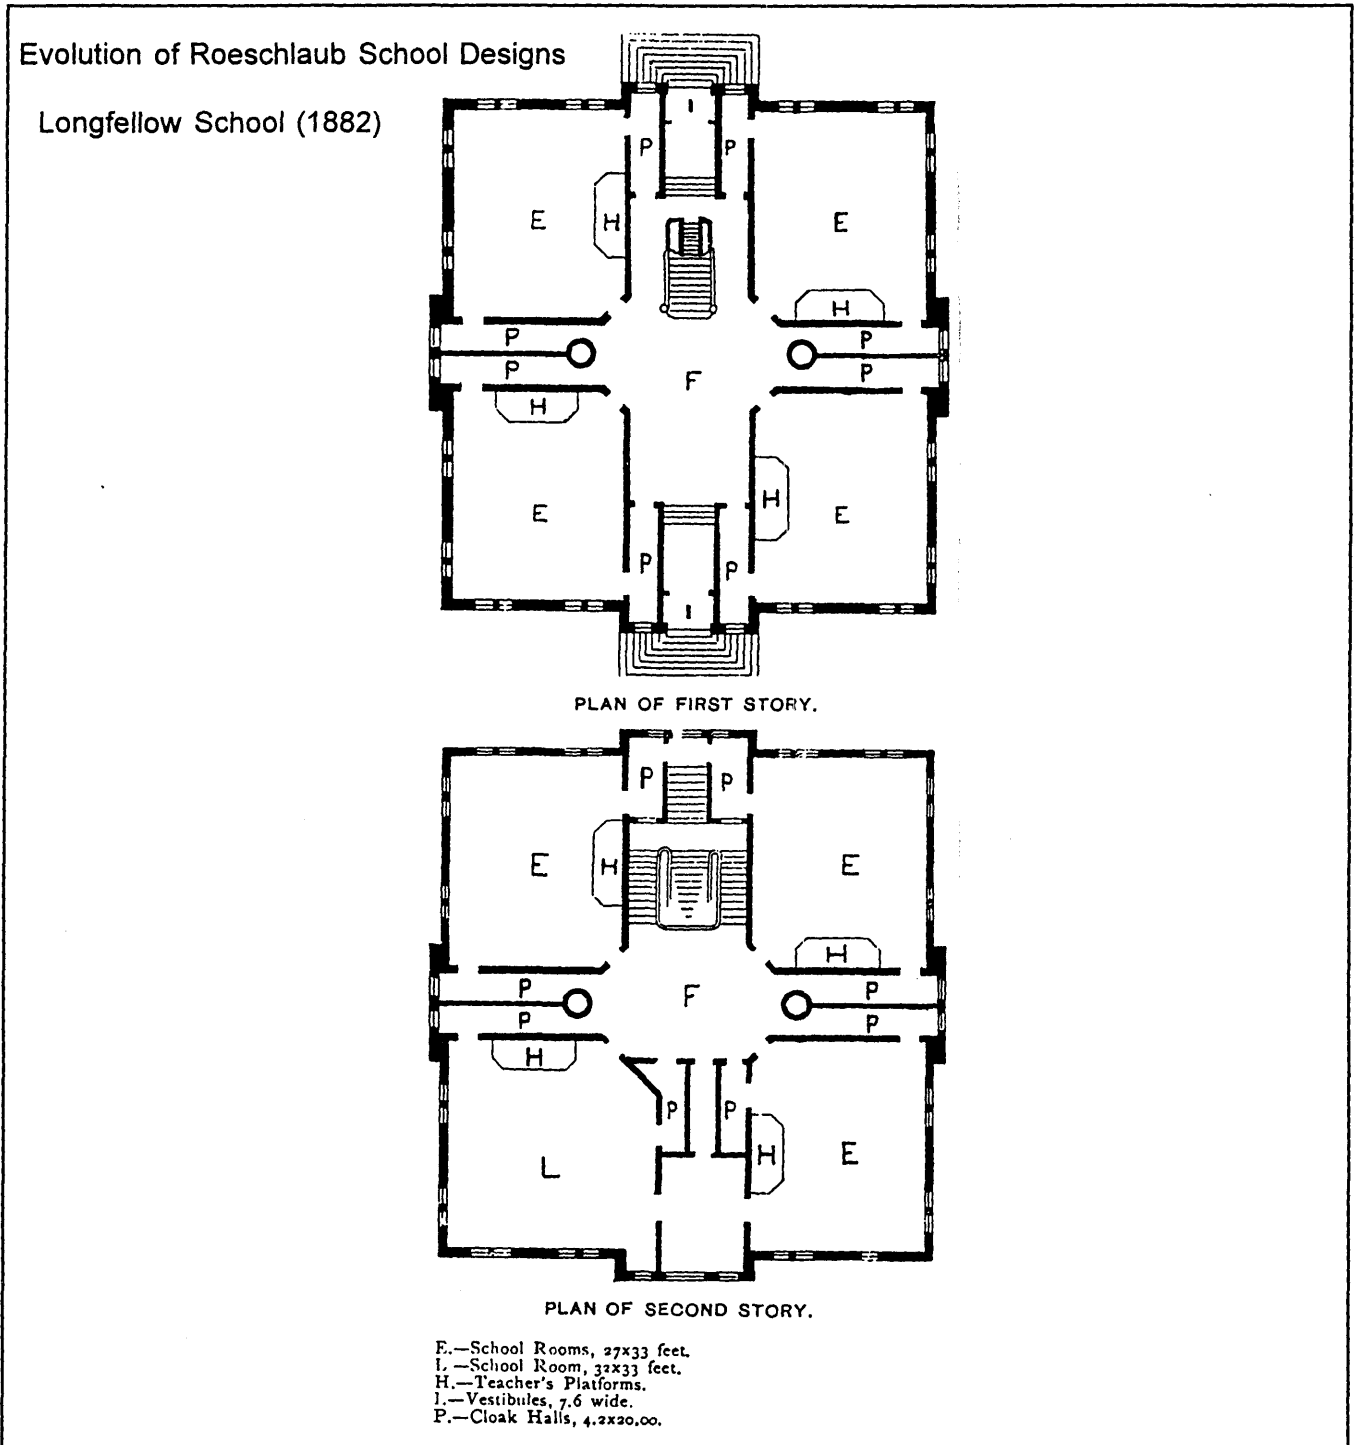 Evolution of Roeschlaub School Designs
Longfellow School (1882)
I
P P
E H E
H
P P
P P
F
H
H
E E
P P
I
PLAN OF FIRST STORY.
P P
E H E
H
P P
F
P P
H
P P
H E
L
PLAN OF SECOND STORY.
E.—School Rooms, 27x33 feet.
L —School Room, 32x33 feet.
H.—Teacher's Platforms.
I.—Vestibules, 7.6 wide.
P.—Cloak Halls, 4.2x20.00.